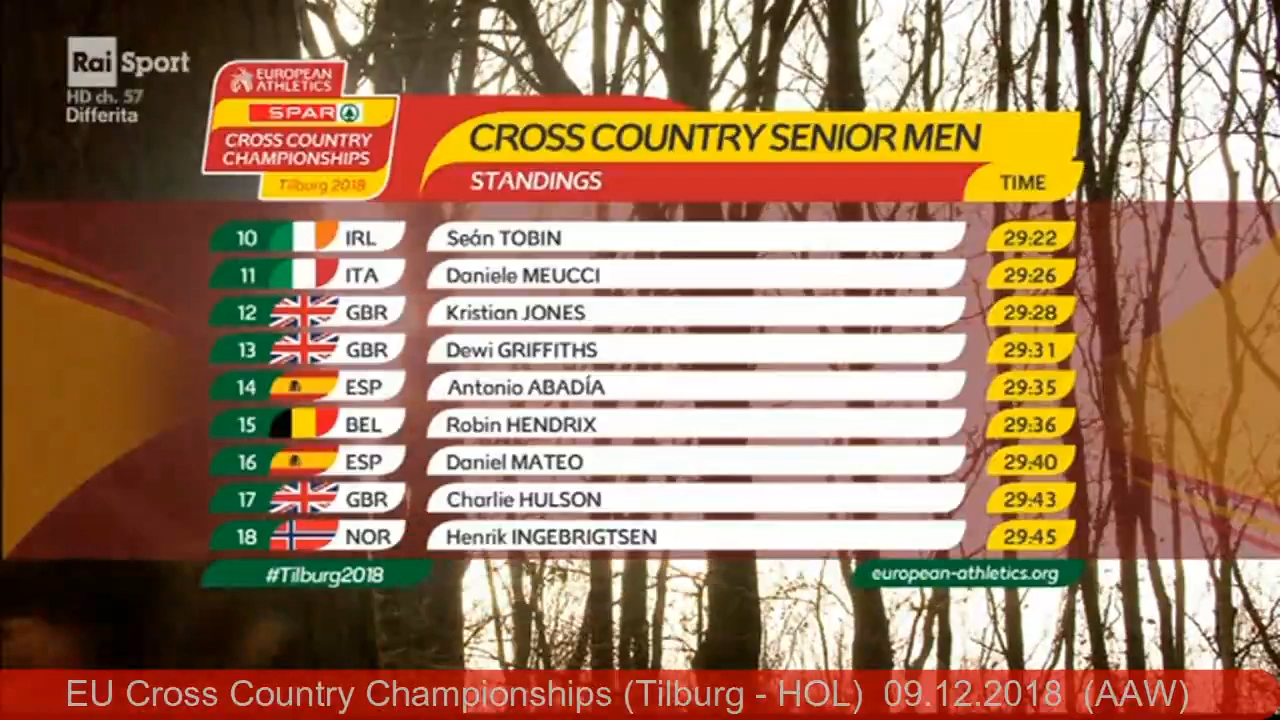 Rai Sport
HD ch. 57
Differita
EUROPEAN
ATHLETICS
SPAR
CROSS COUNTRY
CHAMPIONSHIPS
Tilburg 2018
CROSS COUNTRY SENIOR MEN
STANDINGS TIME
10 IRL Seán TOBIN 29:22
11 ITA Daniele MEUCCI 29:26
12 GBR Kristian JONES 29:28
13 GBR Dewi GRIFFITHS 29:31
14 ESP Antonio ABADÍA 29:35
15 BEL Robin HENDRIX 29:36
16 ESP Daniel MATEO 29:40
17 GBR Charlie HULSON 29:43
18 NOR Henrik INGEBRIGTSEN 29:45
#Tilburg2018 european-athletics.org
EU Cross Country Championships (Tilburg - HOL) 09.12.2018 (AAW)